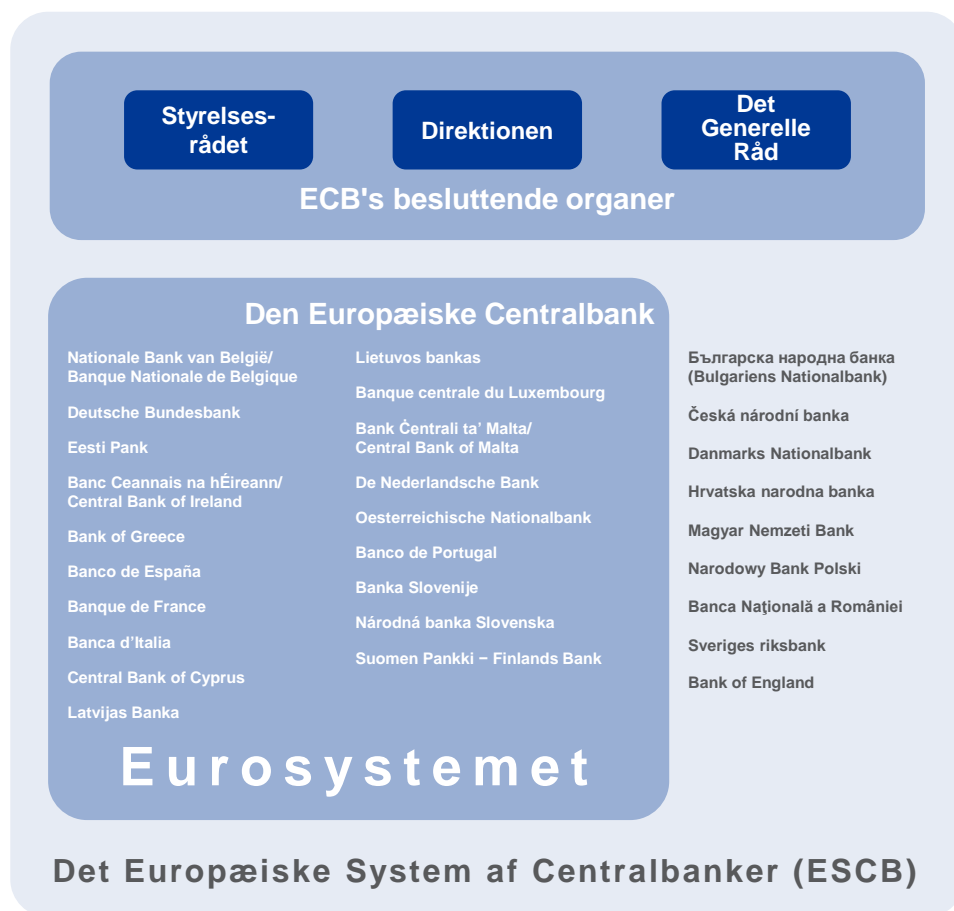 Styrelses-
rådet
Direktionen
Det
Generelle
Råd
ECB's besluttende organer
Den Europæiske Centralbank
Nationale Bank van België/
Banque Nationale de Belgique
Deutsche Bundesbank
Eesti Pank
Banc Ceannais na hÉireann/
Central Bank of Ireland
Bank of Greece
Banco de España
Banque de France
Banca d’Italia
Central Bank of Cyprus
Latvijas Banka
Lietuvos bankas
Banque centrale du Luxembourg
Bank Ċentrali ta’ Malta/
Central Bank of Malta
De Nederlandsche Bank
Oesterreichische Nationalbank
Banco de Portugal
Banka Slovenije
Národná banka Slovenska
Suomen Pankki − Finlands Bank
Българска народна банка
(Bulgariens Nationalbank)
Česká národní banka
Danmarks Nationalbank
Hrvatska narodna banka
Magyar Nemzeti Bank
Narodowy Bank Polski
Banca Naţională a României
Sveriges riksbank
Bank of England
Eurosystemet
Det Europæiske System af Centralbanker (ESCB)